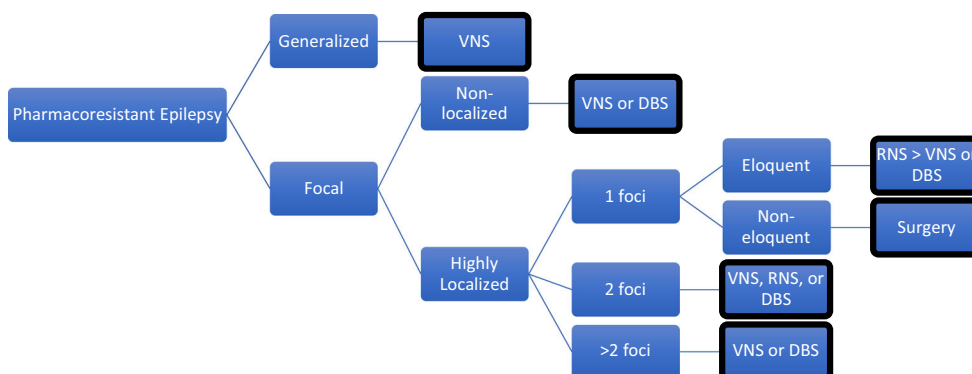 Generalized
VNS
Pharmacoresistant Epilepsy
Non-
localized
VNS or DBS
Focal
Eloquent
RNS > VNS or
DBS
1 foci
Non-
eloquent
Surgery
Highly
Localized
2 foci
VNS, RNS, or
DBS
>2 foci
VNS or DBS